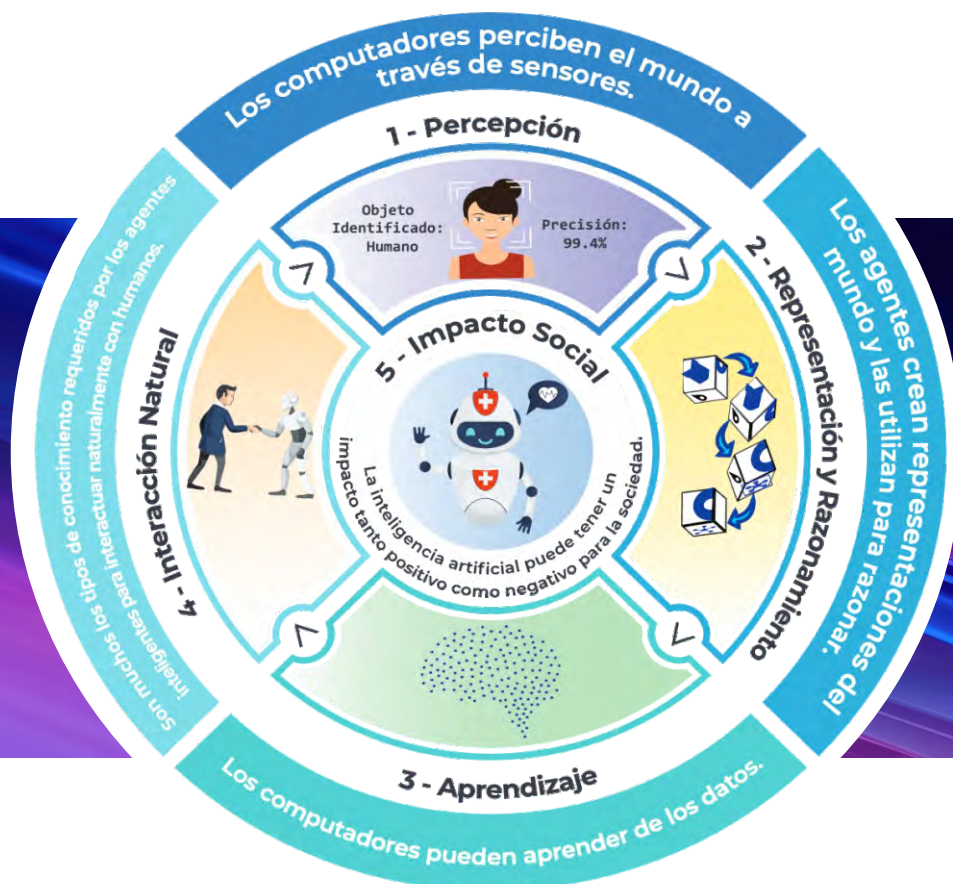 Los computadores perciben el mundo a
través de sensores.
1 - Percepción
Objeto
Identificado:
Humano
Precisión:
99.4%
Los agentes crean representaciones del
mundo y las utilizan para razonar.
2 - Representación y Razonamiento
Los computadores pueden aprender de los datos.
3 - Aprendizaje
Son muchos los tipos de conocimiento requeridos por los agentes
inteligentes para interactuar naturalmente con humanos.
4 - Interacción Natural
5 - Impacto Social
La inteligencia artificial puede tener un
impacto tanto positivo como negativo para la sociedad.